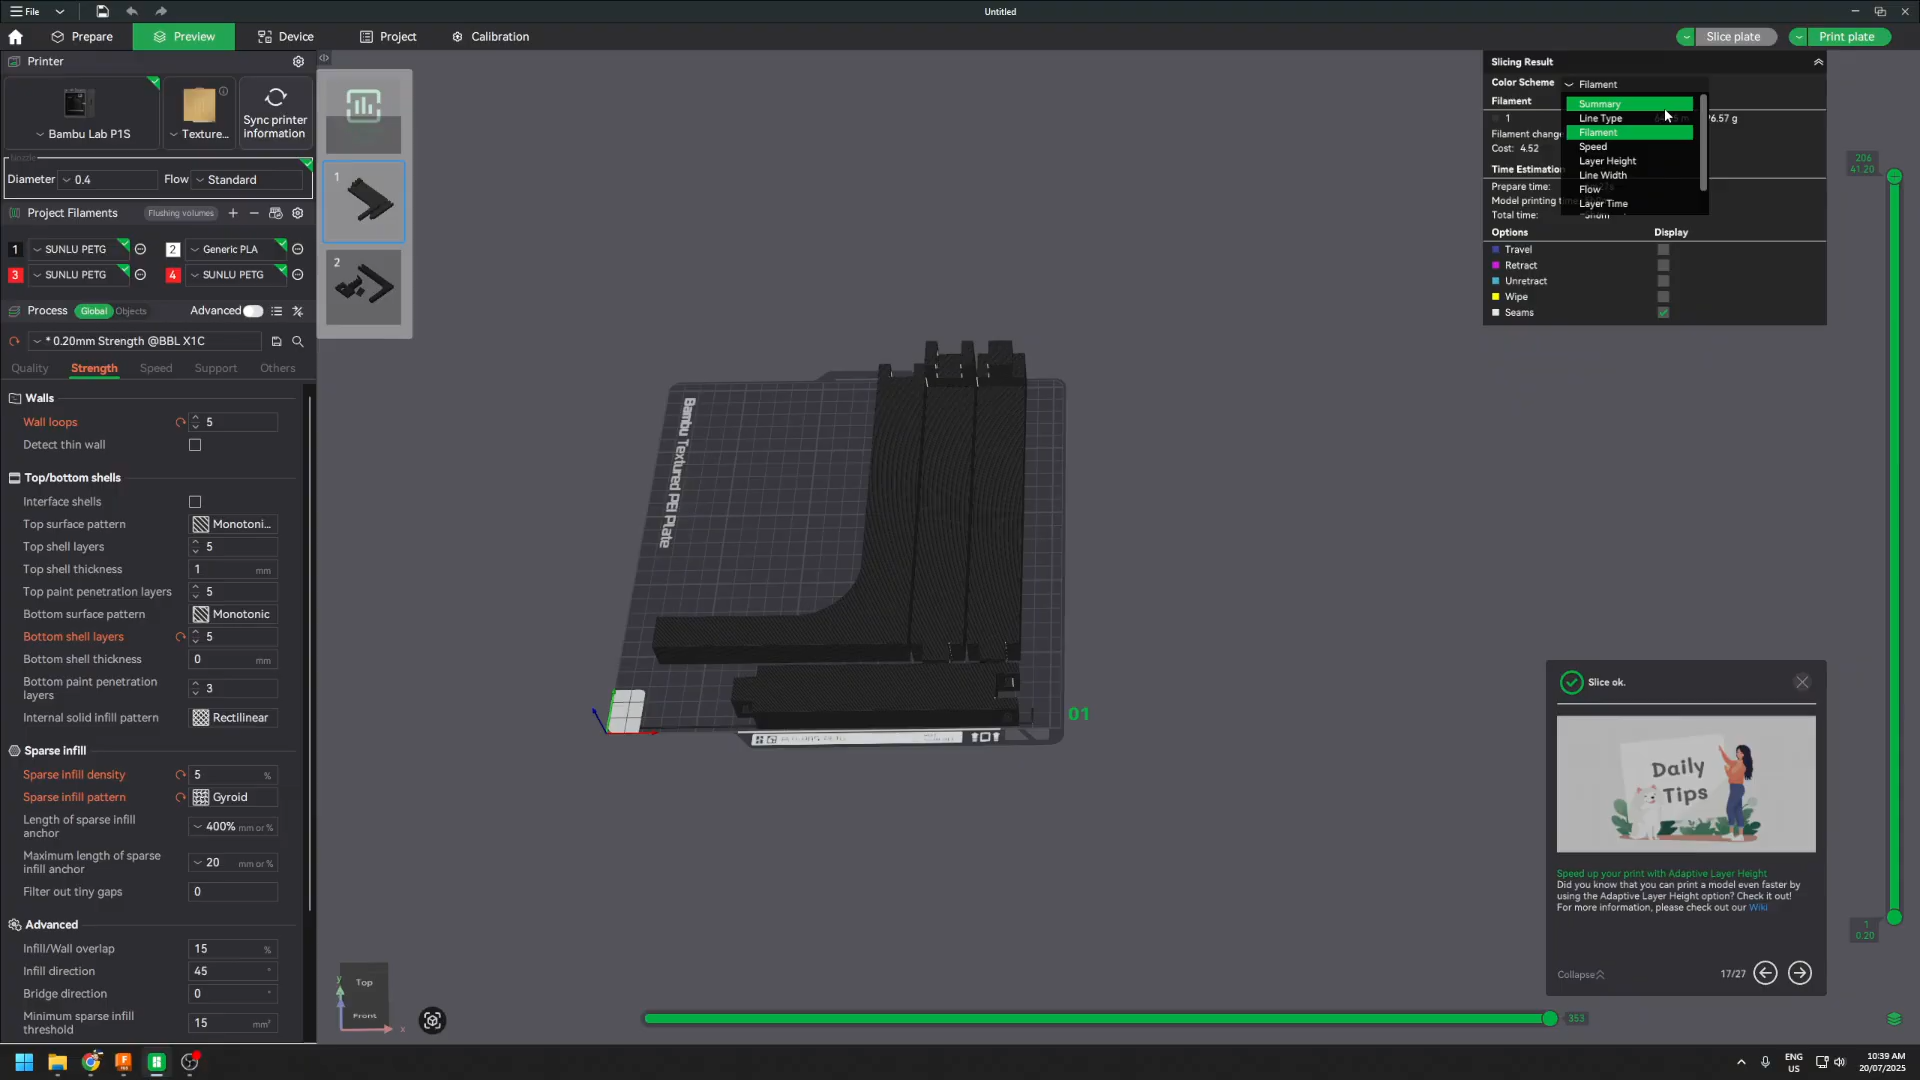 File
Untitled
Prepare
Preview
Device
Project
Calibration
Slice plate
Print plate
Printer
Bambu Lab P1S
Texture...
Sync printer
information
Nozzle
Diameter
0.4
Flow
Standard
Project Filaments
Flushing volumes
1
SUNLU PETG
2
Generic PLA
3
SUNLU PETG
4
SUNLU PETG
Process
Global
Objects
Advanced
* 0.20mm Strength @BBL X1C
Quality
Strength
Speed
Support
Others
Walls
Wall loops
5
Detect thin wall
Top/bottom shells
Interface shells
Top surface pattern
Monotoni...
Top shell layers
5
Top shell thickness
1
mm
Top paint penetration layers
5
Bottom surface pattern
Monotonic
Bottom shell layers
5
Bottom shell thickness
0
mm
Bottom paint penetration
layers
3
Internal solid infill pattern
Rectilinear
Sparse infill
Sparse infill density
5
%
Sparse infill pattern
Gyroid
Length of sparse infill
anchor
400%
mm or %
Maximum length of sparse
infill anchor
20
mm or %
Filter out tiny gaps
0
Advanced
Infill/Wall overlap
15
%
Infill direction
45
°
Bridge direction
0
°
Minimum sparse infill
threshold
15
mm²
1
2
Bambu Textured PEI Plate
01
Top
Front
y
x
353
Slicing Result
Color Scheme
Filament
Filament
Summary
Line Type
Filament
Speed
Layer Height
Line Width
Flow
Layer Time
1
Filament change
Cost: 4.52
Time Estimation
Prepare time:
Model printing time
Total time:
Options
Display
Travel
Retract
Unretract
Wipe
Seams
206
41.20
1
0.20
Slice ok.
Daily
Tips
Speed up your print with Adaptive Layer Height
Did you know that you can print a model even faster by
using the Adaptive Layer Height option? Check it out!
For more information, please check out our Wiki
Collapse
17/27
ENG
US
10:39 AM
20/07/2025